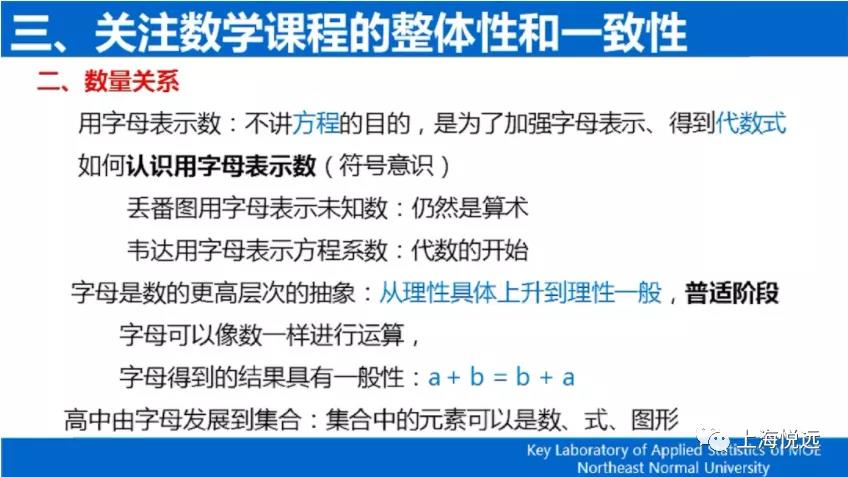 三、关注数学课程的整体性和一致性
二、数量关系
用字母表示数：不讲方程的目的，是为了加强字母表示、得到代数式
如何认识用字母表示数（符号意识）
丢番图用字母表示未知数：仍然是算术
韦达用字母表示方程系数：代数的开始
字母是数的更高层次的抽象：从理性具体上升到理性一般，普适阶段
字母可以像数一样进行运算，
字母得到的结果具有一般性：a + b = b + a
高中由字母发展到集合：集合中的元素可以是数、式、图形
上海悦远
Key Laboratory of Applied Statistics of MOE
Northeast Normal University